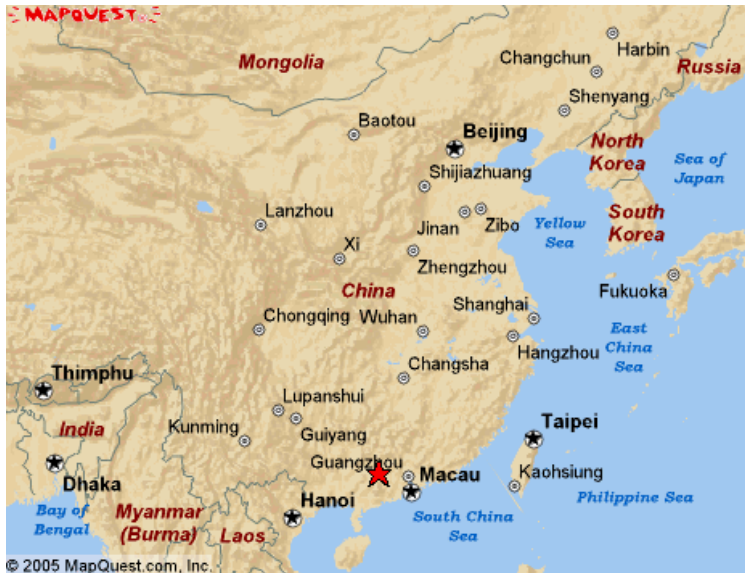 MAPQUEST.
Mongolia
Harbin
Changchun
Russia
Shenyang
Baotou
Beijing
North
Korea
Sea of
Japan
Shijiazhuang
South
Korea
Lanzhou
Jinan
Zibo
Yellow
Sea
Xi
Zhengzhou
China
Fukuoka
Shanghai
Chongqing
Wuhan
East
China
Sea
Hangzhou
Changsha
Thimphu
Lupanshui
Taipei
India
Kunming
Guiyang
Guangzhou
Macau
Kaohsiung
Dhaka
Hanoi
Philippine Sea
Bay of
Bengal
Myanmar
(Burma)
Laos
South China
Sea
© 2005 MapQuest.com, Inc.